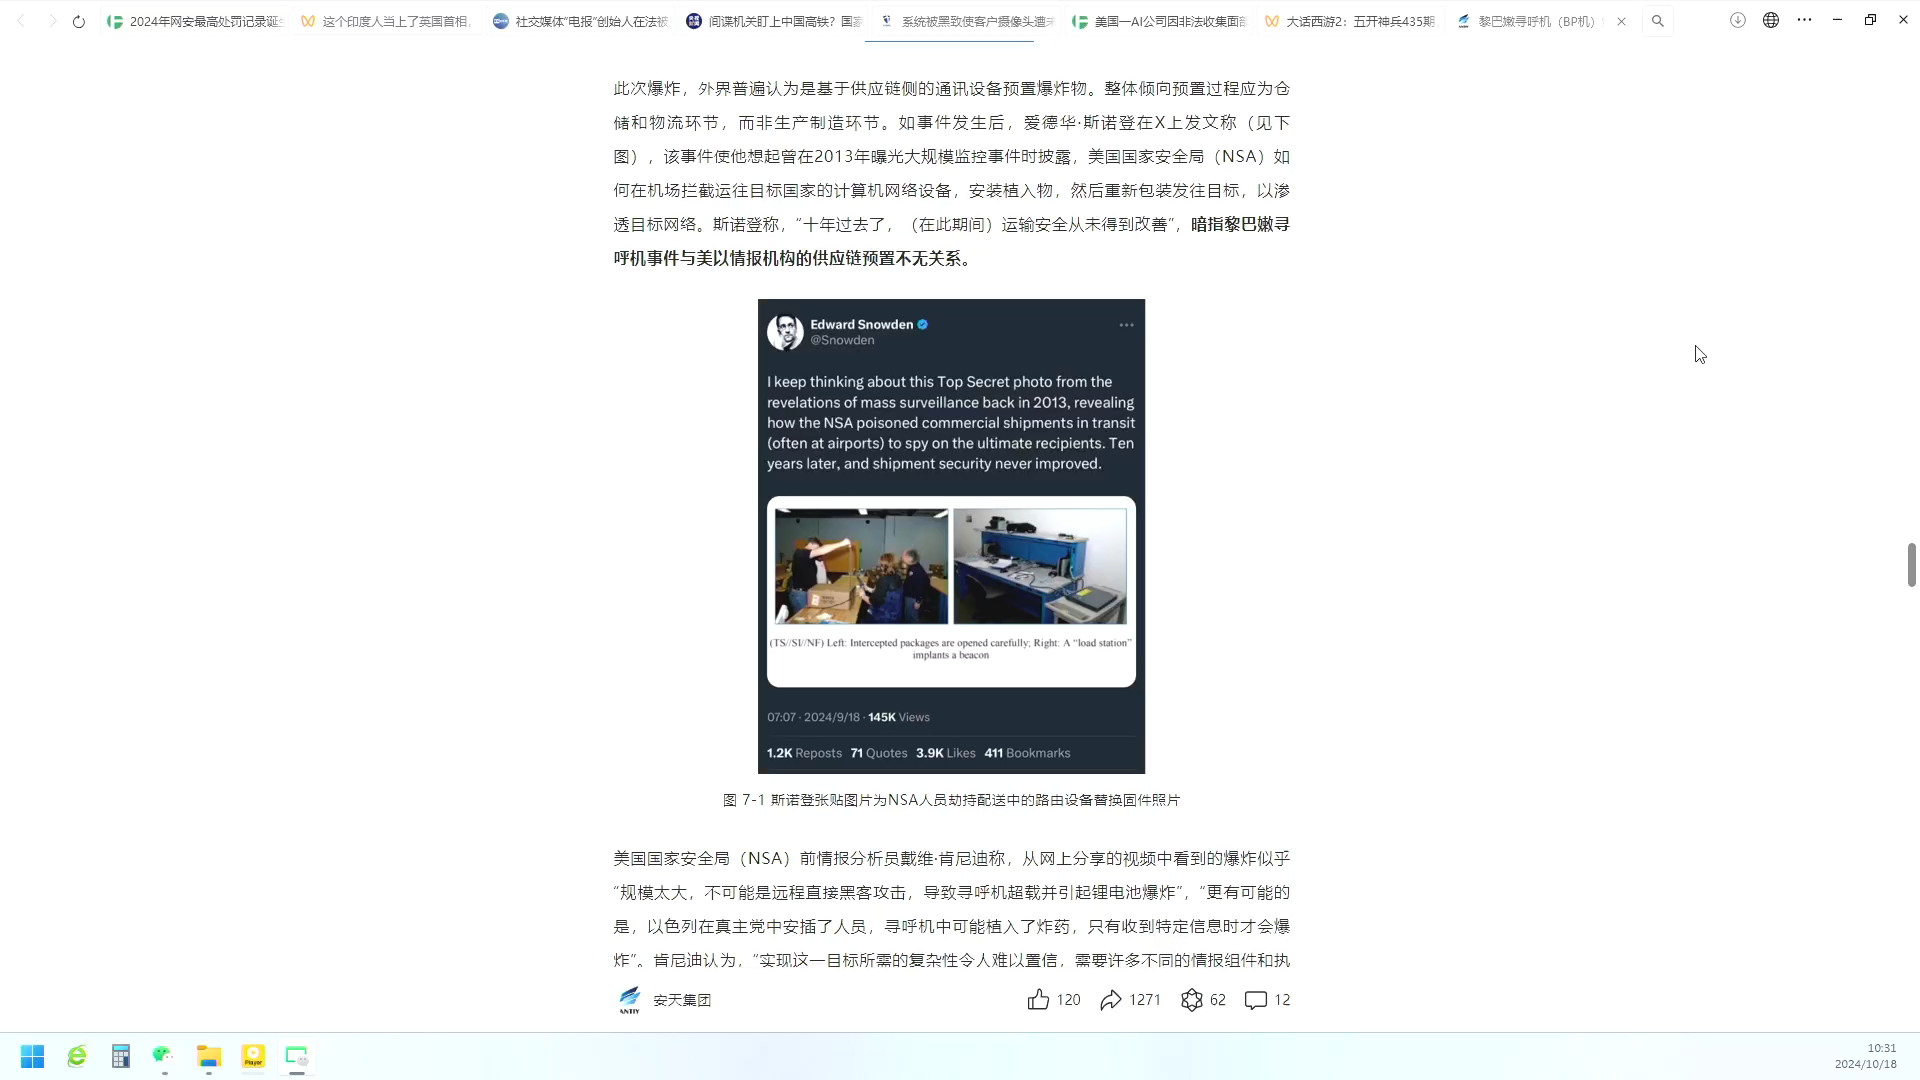 2024年网安最高处罚记录诞生
这个印度人当上了英国首相,
社交媒体"电报"创始人在法被
间谍机关盯上中国高铁？国家
系统被黑致使客户摄像头遭
美国一AI公司因非法收集面部
大话西游2：五开神兵435期
黎巴嫩寻呼机（BP机）
此次爆炸，外界普遍认为是基于供应链侧的通讯设备预置爆炸物。整体倾向预置过程应为仓
储和物流环节，而非生产制造环节。如事件发生后，爱德华·斯诺登在X上发文称（见下
图），该事件使他想起曾在2013年曝光大规模监控事件时披露，美国国家安全局（NSA）如
何在机场拦截运往目标国家的计算机网络设备，安装植入物，然后重新包装发往目标，以渗
透目标网络。斯诺登称，“十年过去了，（在此期间）运输安全从未得到改善”，暗指黎巴嫩寻
呼机事件与美以情报机构的供应链预置不无关系。
Edward Snowden
@Snowden
I keep thinking about this Top Secret photo from the
revelations of mass surveillance back in 2013, revealing
how the NSA poisoned commercial shipments in transit
(often at airports) to spy on the ultimate recipients. Ten
years later, and shipment security never improved.
(TS//SI//NF) Left: Intercepted packages are opened carefully; Right: A “load station”
implants a beacon
07:07 · 2024/9/18 · 145K Views
1.2K Reposts 71 Quotes 3.9K Likes 411 Bookmarks
图 7-1 斯诺登张贴图片为NSA人员劫持配送中的路由设备替换固件照片
美国国家安全局（NSA）前情报分析员戴维·肯尼迪称，从网上分享的视频中看到的爆炸似乎
“规模太大，不可能是远程直接黑客攻击，导致寻呼机超载并引起锂电池爆炸”，“更有可能的
是，以色列在真主党中安插了人员，寻呼机中可能植入了炸药，只有收到特定信息时才会爆
炸”。肯尼迪认为，“实现这一目标所需的复杂性令人难以置信，需要许多不同的情报组件和执
ANTIY
安天集团
120
1271
62
12
Player
10:31
2024/10/18